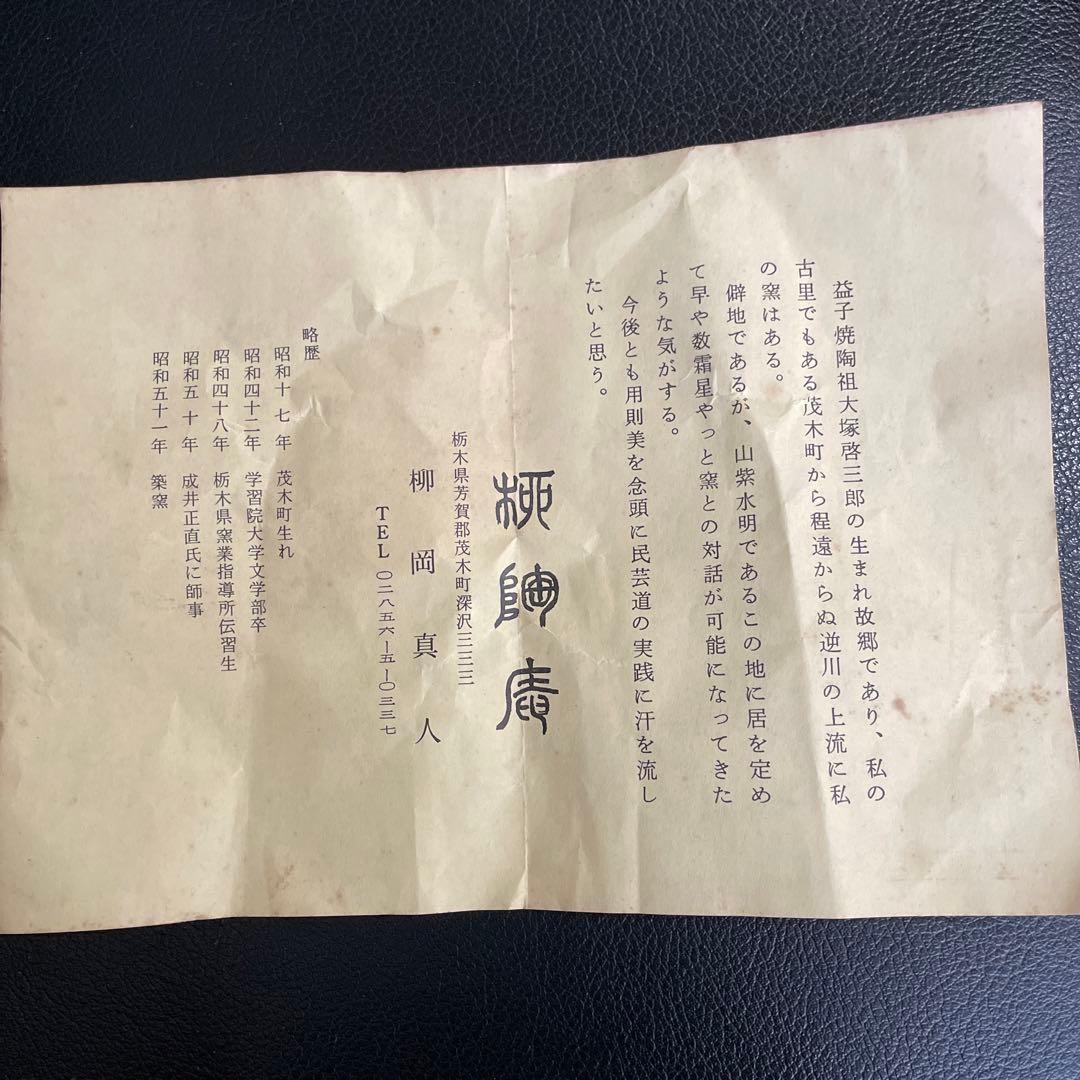 益子焼陶祖大塚啓三郎の生まれ故郷であり、私の
古里でもある茂木町から程遠からぬ逆川の上流に私
の窯はある。
僻地であるが、山紫水明であるこの地に居を定め
て早や数霜星やっと窯との対話が可能になってきた
ような気がする。
今後とも用則美を念頭に民芸道の実践に汗を流し
たいと思う。
柳陶庵
栃木県芳賀郡茂木町深沢三三三
柳岡真人
TEL〇二八五六―五―〇三三七
略歴
昭和十七年 茂木町生れ
昭和四十二年 学習院大学文学部卒
昭和四十八年 栃木県窯業指導所伝習生
昭和五十年 成井正直氏に師事
昭和五十一年 築窯